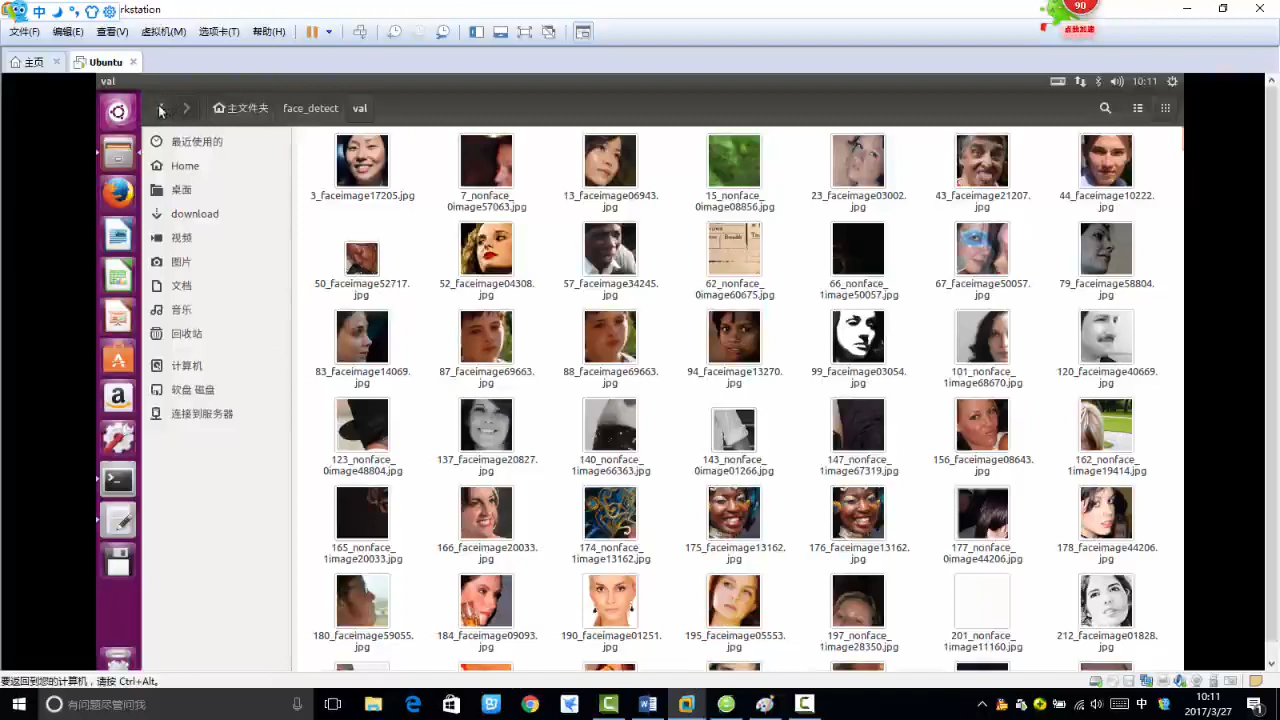 中
rkstation
90
点我加速
文件(F) 编辑(E) 查看(V) 虚拟机(M) 选项卡(T) 帮助(H)
主页 Ubuntu
val
10:11
主文件夹 face_detect val
最近使用的
Home
桌面
download
视频
图片
文档
音乐
回收站
计算机
软盘 磁盘
连接到服务器
3_faceimage17205.jpg 7_nonface_ 13_faceimage06943. 15_nonface_ 23_faceimage03002. 43_faceimage21207. 44_faceimage10222.
0image57063.jpg jpg 0image08856.jpg jpg jpg jpg
50_faceimage52717. 52_faceimage04308. 57_faceimage34245. 62_nonface_ 66_nonface_ 67_faceimage50057. 79_faceimage58804.
jpg jpg jpg 0image60675.jpg 1image50057.jpg jpg jpg
83_faceimage14069. 87_faceimage69663. 88_faceimage69663. 94_faceimage13270. 99_faceimage03054. 101_nonface_ 120_faceimage40669.
jpg jpg jpg jpg jpg 1image68670.jpg jpg
123_nonface_ 137_faceimage20827. 140_nonface_ 143_nonface_ 147_nonface_ 156_faceimage08643. 162_nonface_
0image48804.jpg jpg 1image66363.jpg 0image01266.jpg 1image67319.jpg jpg 1image19414.jpg
165_nonface_ 166_faceimage20033. 174_nonface_ 175_faceimage13162. 176_faceimage13162. 177_nonface_ 178_faceimage44206.
1image20033.jpg jpg 1image13162.jpg jpg jpg 0image44206.jpg jpg
180_faceimage59055. 184_faceimage09093. 190_faceimage01251. 195_faceimage05553. 197_nonface_ 201_nonface_ 212_faceimage01828.
jpg jpg jpg jpg 1image28350.jpg 1image11160.jpg jpg
要返回到您的计算机，请按 Ctrl+Alt。
有问题尽管问我
中
10:11
2017/3/27